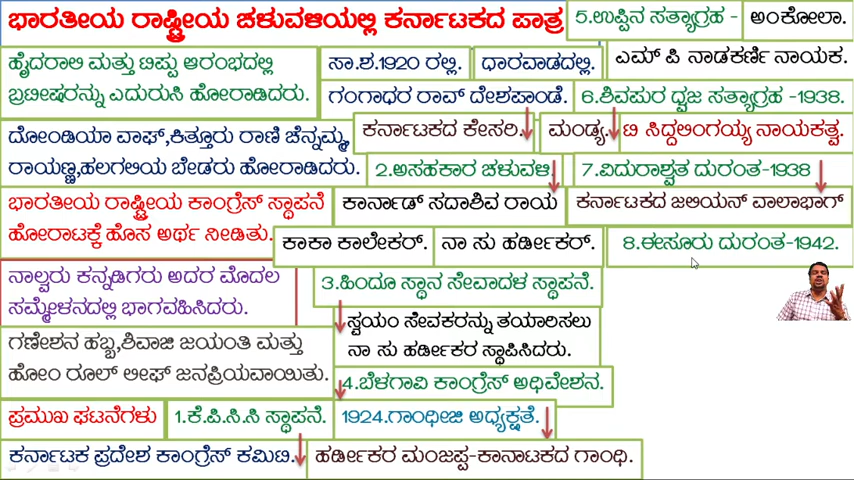 ಭಾರತೀಯ ರಾಷ್ಟ್ರೀಯ ಚಳುವಳಿಯಲ್ಲಿ ಕರ್ನಾಟಕದ ಪಾತ್ರ
ಹೈದರಾಲಿ ಮತ್ತು ಟಿಪ್ಪು ಆರಂಭದಲ್ಲಿ
ಬ್ರಟೀಷರನ್ನು ಎದುರುಸಿ ಹೋರಾಡಿದರು.
ದೋಂಡಿಯಾ ವಾಘ್,ಕಿತ್ತೂರು ರಾಣಿ ಚೆನ್ನಮ್ಮ
ರಾಯಣ್ಣ,ಹಲಗಲಿಯ ಬೇಡರು ಹೋರಾಡಿದರು.
ಭಾರತೀಯ ರಾಷ್ಟ್ರೀಯ ಕಾಂಗ್ರೆಸ್ ಸ್ಥಾಪನೆ
ಹೋರಾಟಕ್ಕೆ ಹೊಸ ಅರ್ಥ ನೀಡಿತು.
ನಾಲ್ವರು ಕನ್ನಡಿಗರು ಅದರ ಮೊದಲ
ಸಮ್ಮೇಳನದಲ್ಲಿ ಭಾಗವಹಿಸಿದರು.
ಗಣೇಶನ ಹಬ್ಬ,ಶಿವಾಜಿ ಜಯಂತಿ ಮತ್ತು
ಹೋಂ ರೂಲ್ ಲೀಘ್ ಜನಪ್ರಿಯವಾಯಿತು.
ಪ್ರಮುಖ ಘಟನೆಗಳು
1.ಕೆ.ಪಿ.ಸಿ.ಸಿ ಸ್ಥಾಪನೆ.
ಕರ್ನಾಟಕ ಪ್ರದೇಶ ಕಾಂಗ್ರೆಸ್ ಕಮಿಟಿ.
ಸಾ.ಶ.1920 ರಲ್ಲಿ. ಧಾರವಾಡದಲ್ಲಿ.
ಗಂಗಾಧರ ರಾವ್ ದೇಶಪಾಂಡೆ.
ಕರ್ನಾಟಕದ ಕೇಸರಿ.
2.ಅಸಹಕಾರ ಚಳುವಳಿ.
ಕಾರ್ನಾಡ್ ಸದಾಶಿವ ರಾಯ
ಕಾಕಾ ಕಾಲೇಕರ್. ನಾ ಸು ಹರ್ಡೀಕರ್.
3.ಹಿಂದೂ ಸ್ಥಾನ ಸೇವಾದಳ ಸ್ಥಾಪನೆ.
ಸ್ವಯಂ ಸೇವಕರನ್ನು ತಯಾರಿಸಲು
ನಾ ಸು ಹರ್ಡೀಕರ ಸ್ಥಾಪಿಸಿದರು.
4.ಬೆಳಗಾವಿ ಕಾಂಗ್ರೆಸ್ ಅಧಿವೇಶನ.
1924.ಗಾಂಧೀಜಿ ಅಧ್ಯಕ್ಷತೆ.
ಹರ್ಡೀಕರ ಮಂಜಪ್ಪ-ಕಾನಾಟಕದ ಗಾಂಧಿ.
5.ಉಪ್ಪಿನ ಸತ್ಯಾಗ್ರಹ - ಅಂಕೋಲಾ.
ಎಮ್ ಪಿ ನಾಡಕರ್ಣಿ ನಾಯಕ.
6.ಶಿವಪುರ ಧ್ವಜ ಸತ್ಯಾಗ್ರಹ -1938.
ಮಂಡ್ಯ. ಟಿ ಸಿದ್ದಲಿಂಗಯ್ಯ ನಾಯಕತ್ವ.
7.ವಿದುರಾಶ್ವತ ದುರಂತ-1938
ಕರ್ನಾಟಕದ ಜಲಿಯನ್ ವಾಲಾಭಾಗ್
8.ಈಸೂರು ದುರಂತ-1942.